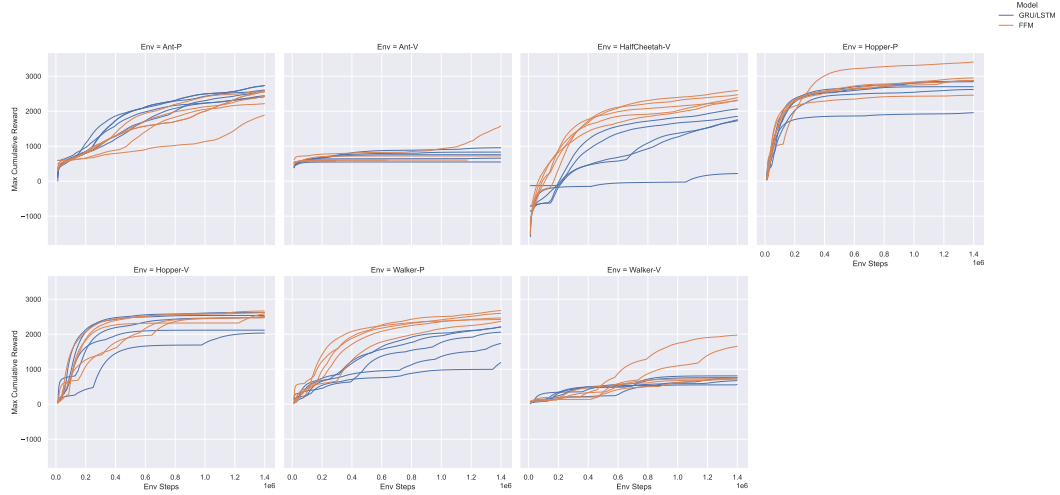 Model
GRU/LSTM
FFM
Env = Ant-P
Env = Ant-V
Env = HalfCheetah-V
Env = Hopper-P
Max Cumulative Reward
3000
2000
1000
0
−1000
0.0 0.2 0.4 0.6 0.8 1.0 1.2 1.4
1e6
Env Steps
Env = Hopper-V
Env = Walker-P
Env = Walker-V
Max Cumulative Reward
3000
2000
1000
0
−1000
0.0 0.2 0.4 0.6 0.8 1.0 1.2 1.4
1e6
Env Steps
0.0 0.2 0.4 0.6 0.8 1.0 1.2 1.4
1e6
Env Steps
0.0 0.2 0.4 0.6 0.8 1.0 1.2 1.4
1e6
Env Steps